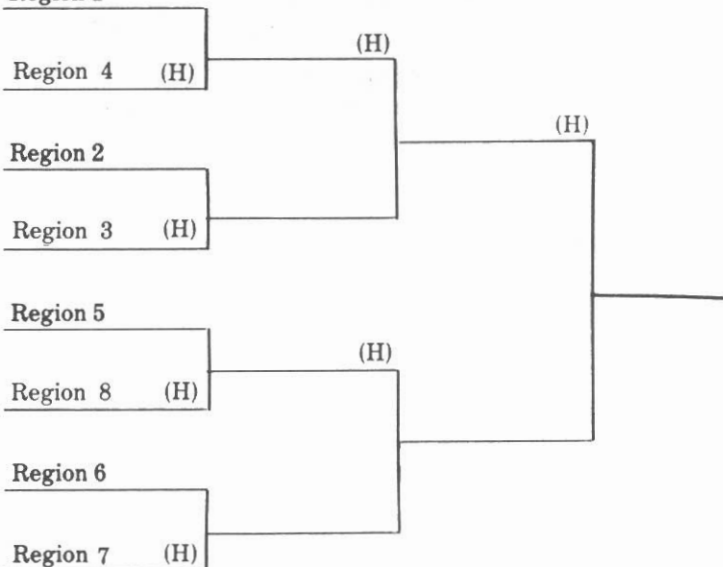 (H)
Region 4 (H)
(H)
Region 2
Region 3 (H)
Region 5
(H)
Region 8 (H)
Region 6
Region 7 (H)